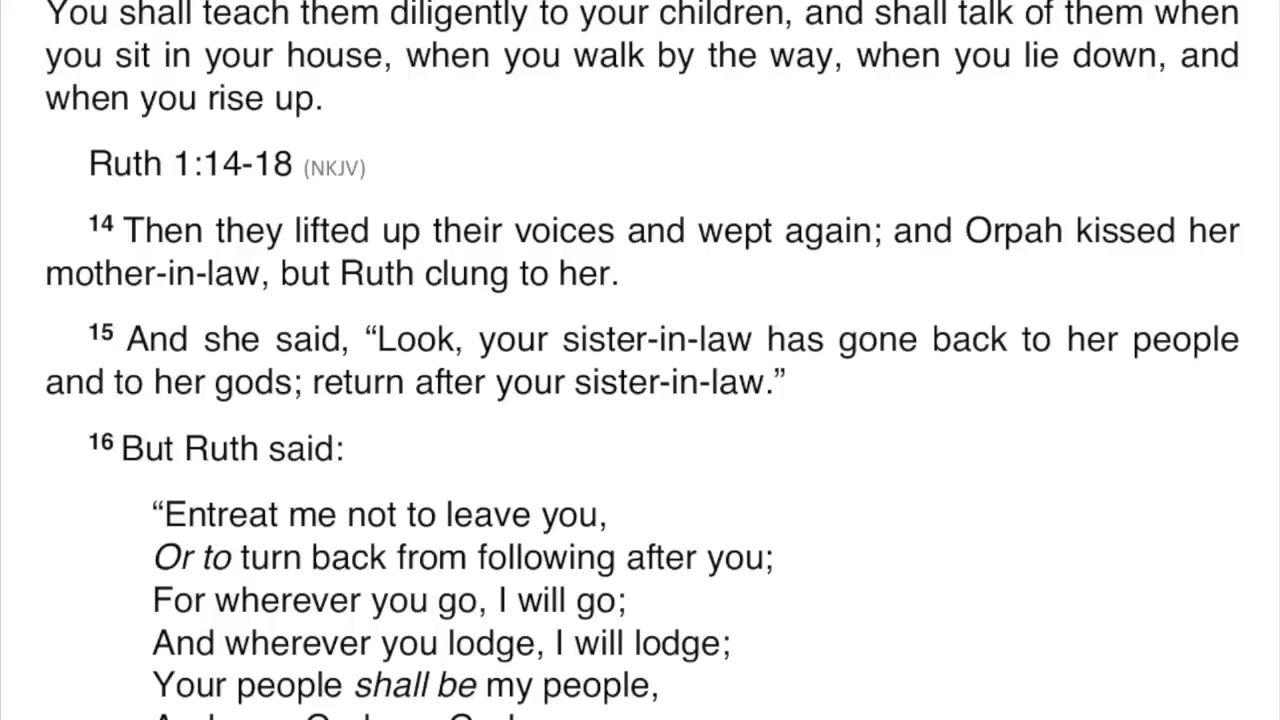 You shall teach them diligently to your children, and shall talk of them when
you sit in your house, when you walk by the way, when you lie down, and
when you rise up.
Ruth 1:14-18 (NKJV)
14 Then they lifted up their voices and wept again; and Orpah kissed her
mother-in-law, but Ruth clung to her.
15 And she said, “Look, your sister-in-law has gone back to her people
and to her gods; return after your sister-in-law.”
16 But Ruth said:
“Entreat me not to leave you,
Or to turn back from following after you;
For wherever you go, I will go;
And wherever you lodge, I will lodge;
Your people shall be my people,